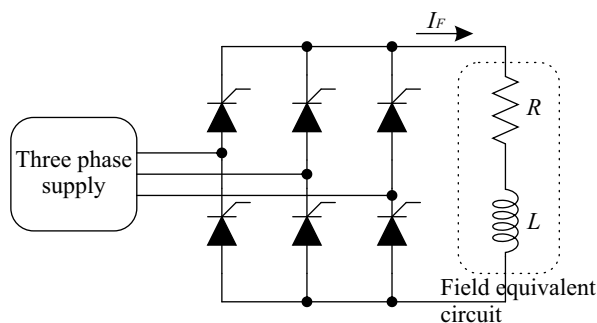 I_F
R
Three phase
supply
L
Field equivalent
circuit